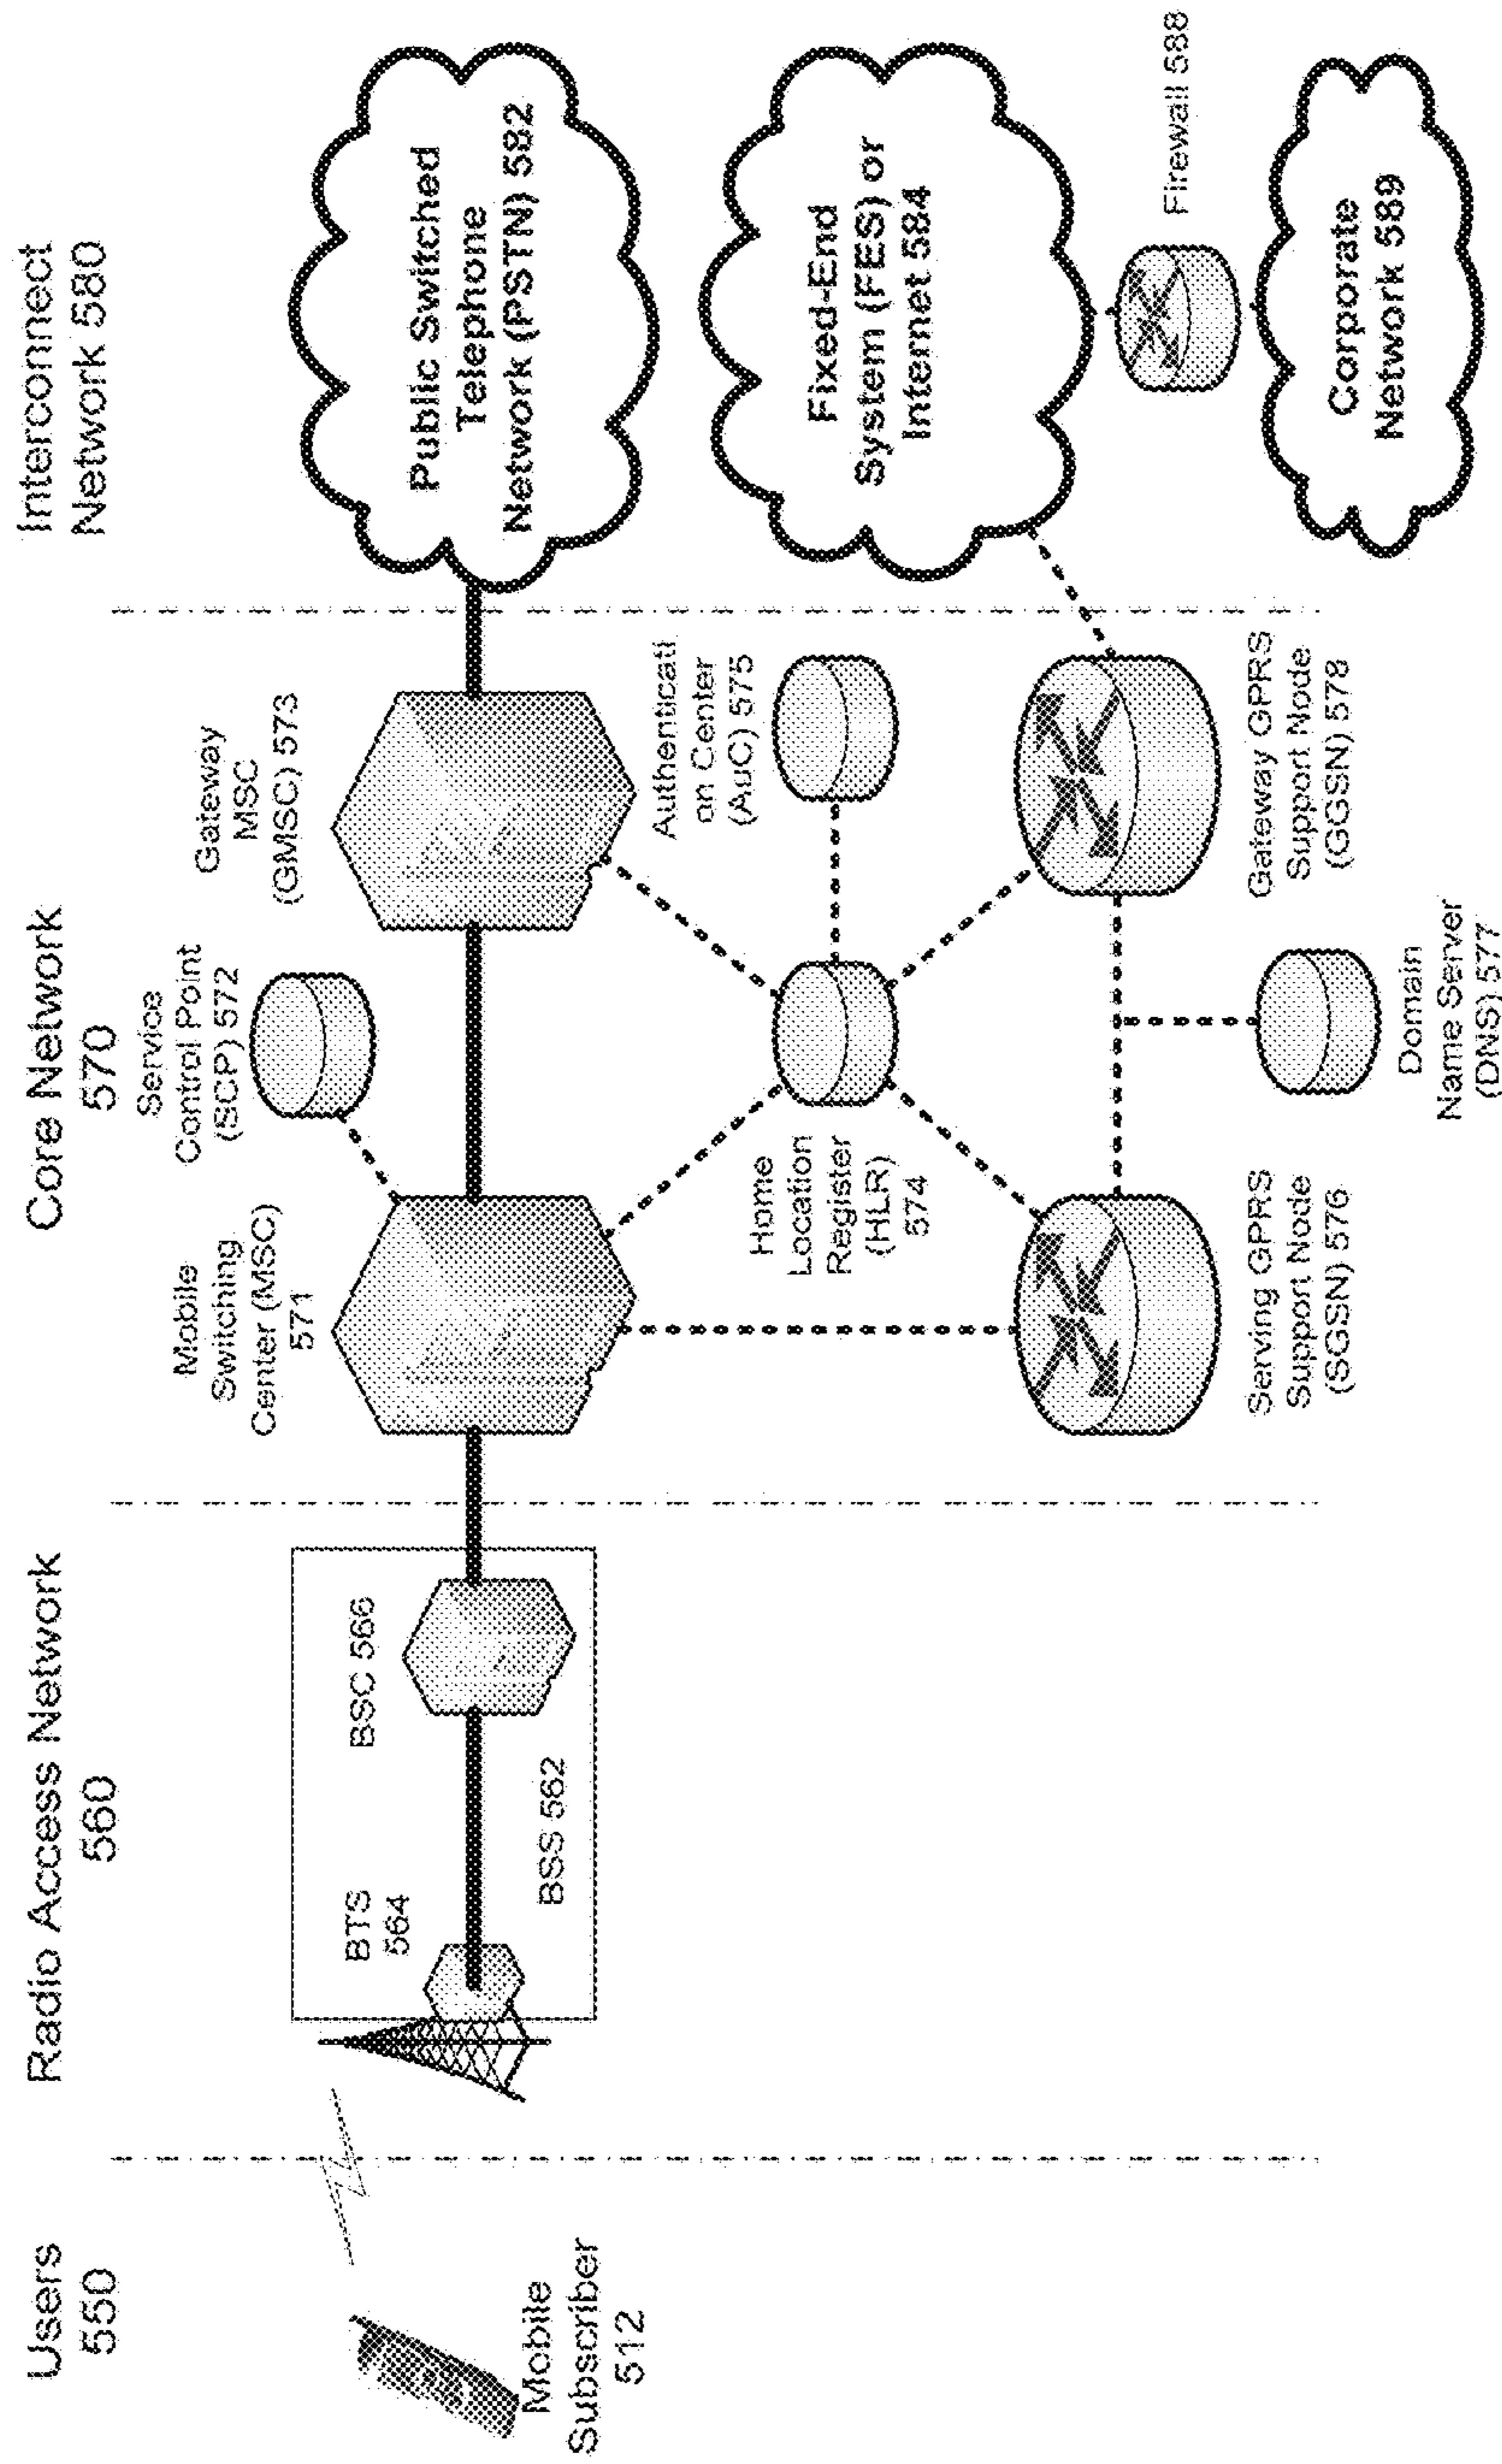 Users
550
Radio Access Network
560
Core Network
570
Interconnect
Network 580
Mobile
Subscriber
512
BTS
564
BSC 566
BSS 562
Mobile
Switching
Center (MSC)
571
Service
Control Point
(SCP) 572
Gateway
MSC
(GMSC) 573
Home
Location
Register
(HLR)
574
Authenticati
on Center
(AuC) 575
Serving GPRS
Support Node
(SGSN) 576
Domain
Name Server
(DNS) 577
Gateway GPRS
Support Node
(GGSN) 578
Public Switched
Telephone
Network (PSTN) 582
Fixed-End
System (FES) or
Internet 584
Firewall 588
Corporate
Network 589